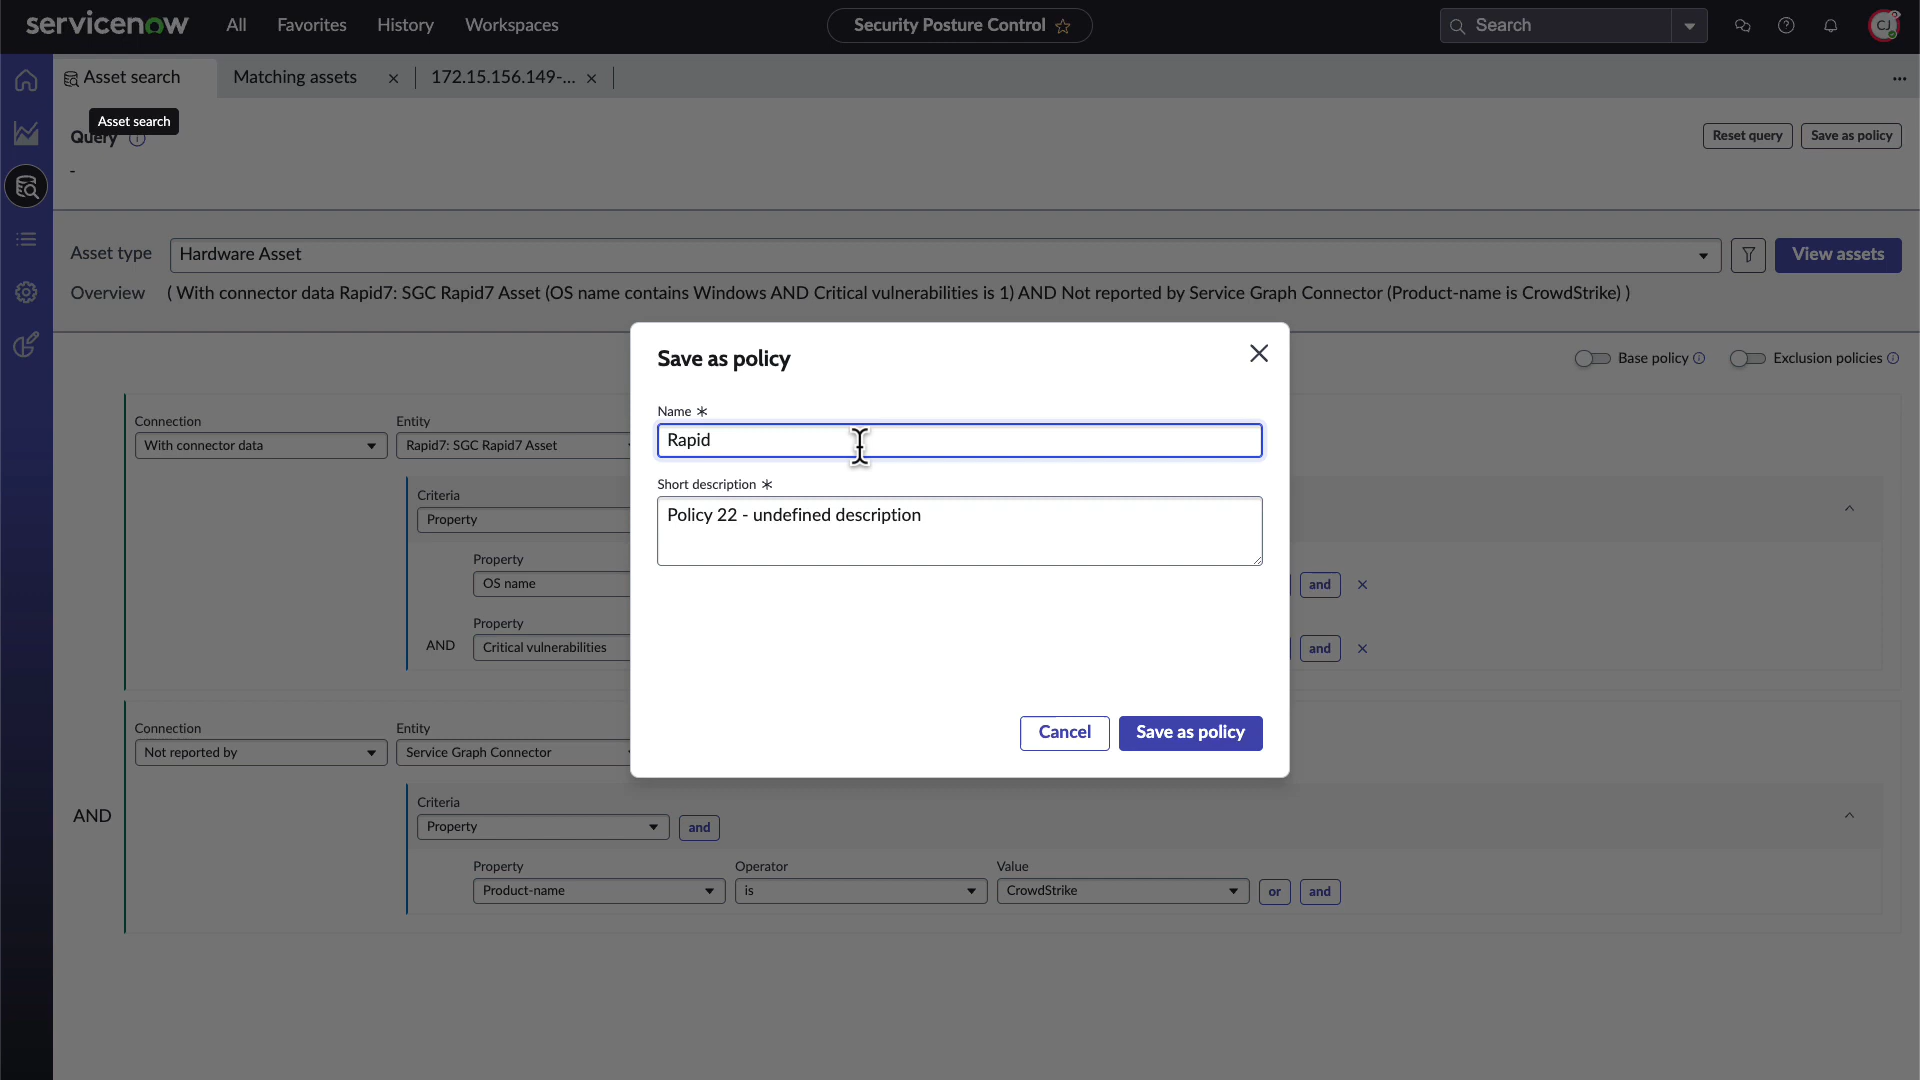 servicenow
All
Favorites
History
Workspaces
Security Posture Control
Search
CJ
Asset search
Matching assets
172.15.156.149-...
...
Asset search
Query
Reset query
Save as policy
-
Asset type
Hardware Asset
View assets
Overview
( With connector data Rapid7: SGC Rapid7 Asset (OS name contains Windows AND Critical vulnerabilities is 1) AND Not reported by Service Graph Connector (Product-name is CrowdStrike) )
Base policy
Exclusion policies
Save as policy
Name *
Rapid
Short description *
Policy 22 - undefined description
Cancel
Save as policy
Connection
Entity
With connector data
Rapid7: SGC Rapid7 Asset
Criteria
Property
Property
OS name
and
Property
AND
Critical vulnerabilities
and
Connection
Entity
Not reported by
Service Graph Connector
AND
Criteria
Property
and
Property
Operator
Value
Product-name
is
CrowdStrike
or
and